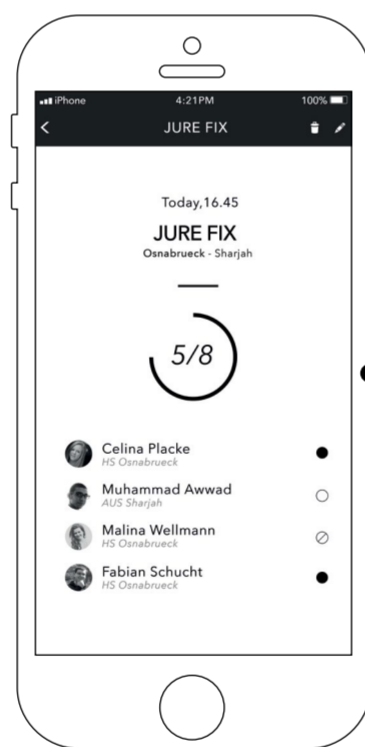 iPhone 4:21PM 100%
JURE FIX
Today,16.45
JURE FIX
Osnabrueck - Sharjah
5/8
Celina Placke
HS Osnabrueck
Muhammad Awwad
AUS Sharjah
Malina Wellmann
HS Osnabrueck
Fabian Schucht
HS Osnabrueck